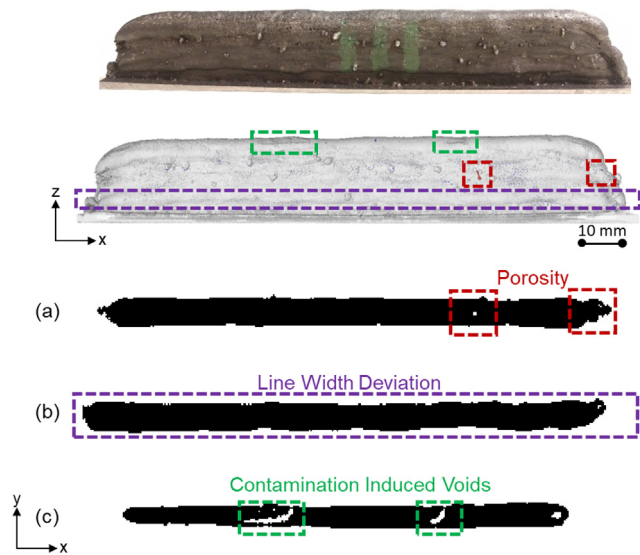 z
x
10 mm
Porosity
(a)
Line Width Deviation
(b)
Contamination Induced Voids
y
(c)
x